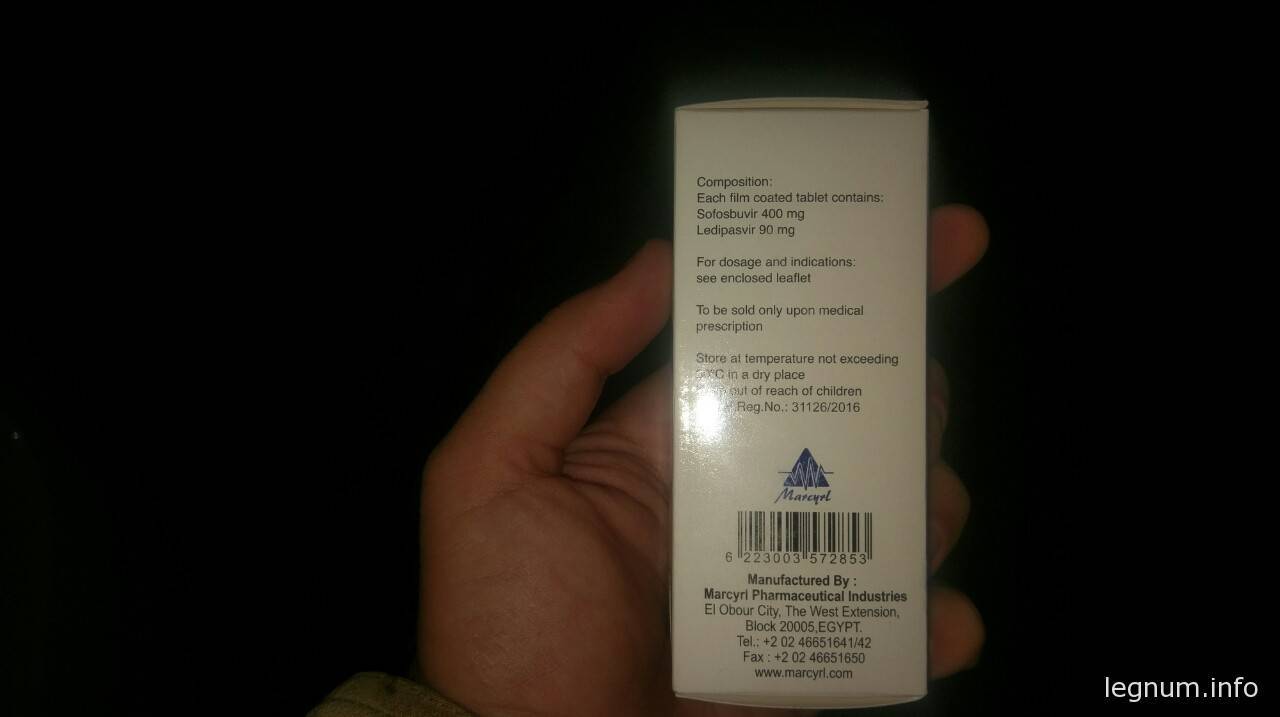 Composition:
Each film coated tablet contains:
Sofosbuvir 400 mg
Ledipasvir 90 mg
For dosage and indications:
see enclosed leaflet
To be sold only upon medical
prescription
Store at temperature not exceeding
in a dry place
out of reach of children
Reg.No.: 31126/2016
Marcyrl
6 223003 572853
Manufactured By :
Marcyrl Pharmaceutical Industries
El Obour City, The West Extension,
Block 20005,EGYPT.
Tel.: +2 02 46651641/42
Fax : +2 02 46651650
www.marcyrl.com
legnum.info